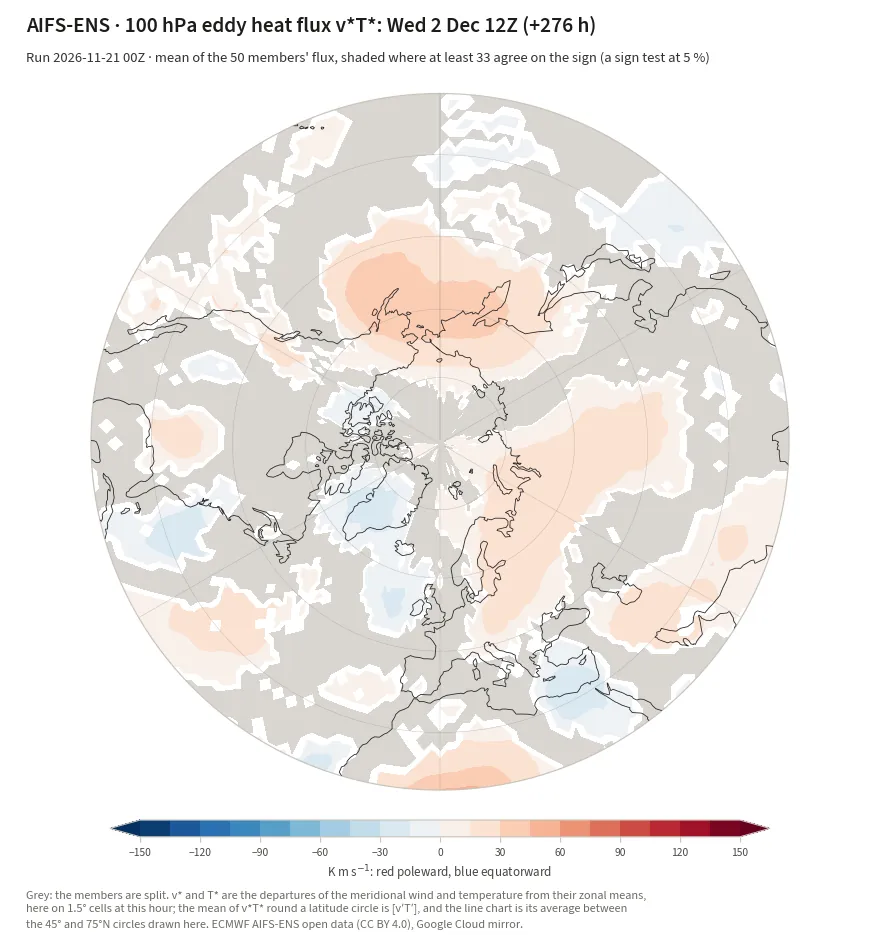 AIFS-ENS · 100 hPa eddy heat flux v*T*: Wed 2 Dec 12Z (+276 h)
Run 2026-11-21 00Z · mean of the 50 members' flux, shaded where at least 33 agree on the sign (a sign test at 5 %)
−150 −120 −90 −60 −30 0 30 60 90 120 150
K m s⁻¹: red poleward, blue equatorward
Grey: the members are split. v* and T* are the departures of the meridional wind and temperature from their zonal means,
here on 1.5° cells at this hour; the mean of v*T* round a latitude circle is [v'T'], and the line chart is its average between
the 45° and 75°N circles drawn here. ECMWF AIFS-ENS open data (CC BY 4.0), Google Cloud mirror.